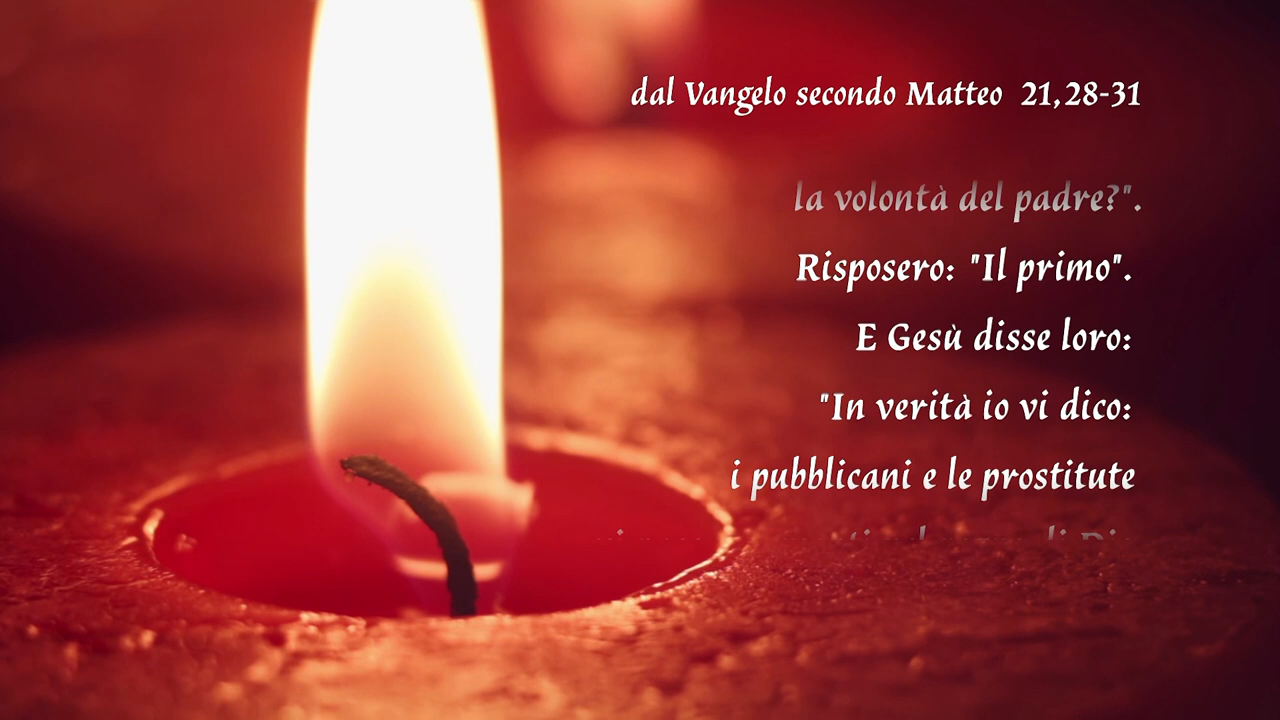 dal Vangelo secondo Matteo 21,28-31
la volontà del padre?".
Risposero: "Il primo".
E Gesù disse loro:
"In verità io vi dico:
i pubblicani e le prostitute